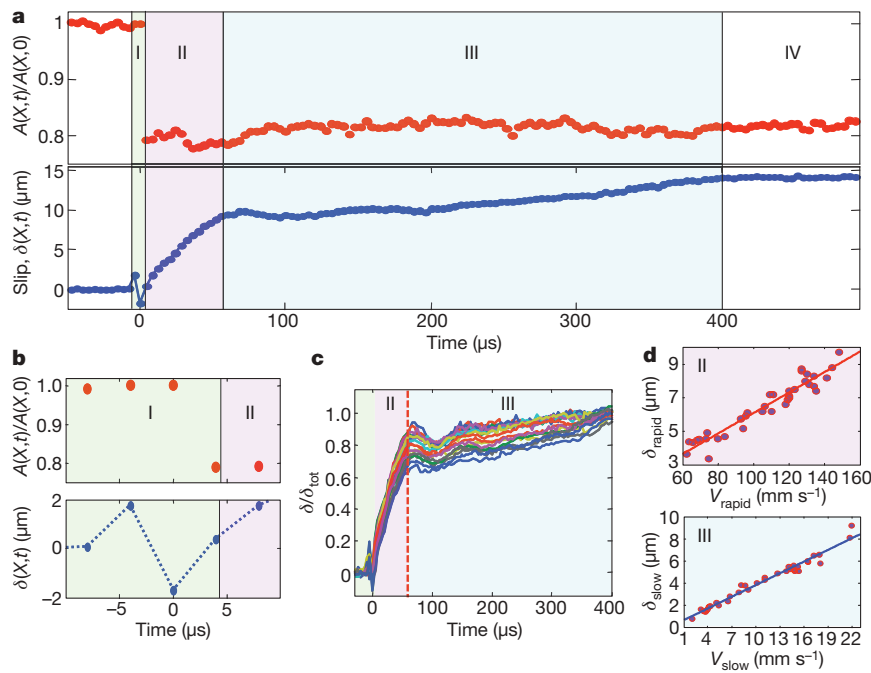 a
A(X,t)/A(X,0)
1
0.9
0.8
I
II
III
IV
Slip, δ(X,t) (μm)
15
10
5
0
0
100
200
300
400
Time (μs)
b
A(X,t)/A(X,0)
1.0
0.9
0.8
I
II
δ(X,t) (μm)
2
0
−2
−5
0
5
Time (μs)
c
δ/δtot
1.0
0.8
0.6
0.4
0.2
0
II
III
0
100
200
300
400
Time (μs)
d
δrapid (μm)
9
7
5
3
II
60
80
100
120
140
160
Vrapid (mm s−1)
δslow (μm)
10
8
6
4
2
0
III
1
4
7
10
13
16
19
22
Vslow (mm s−1)